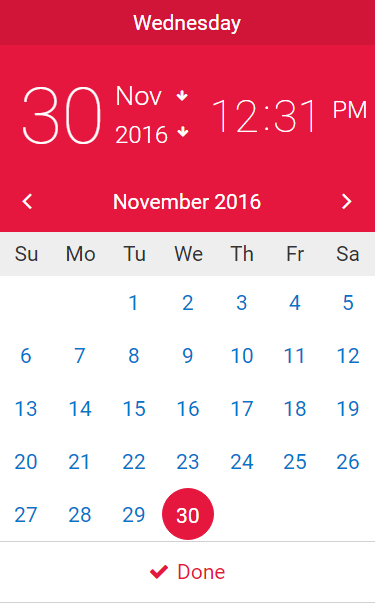 Wednesday
30 Nov 2016 12:31 PM
November 2016
Su Mo Tu We Th Fr Sa
1 2 3 4 5
6 7 8 9 10 11 12
13 14 15 16 17 18 19
20 21 22 23 24 25 26
27 28 29 30
Done